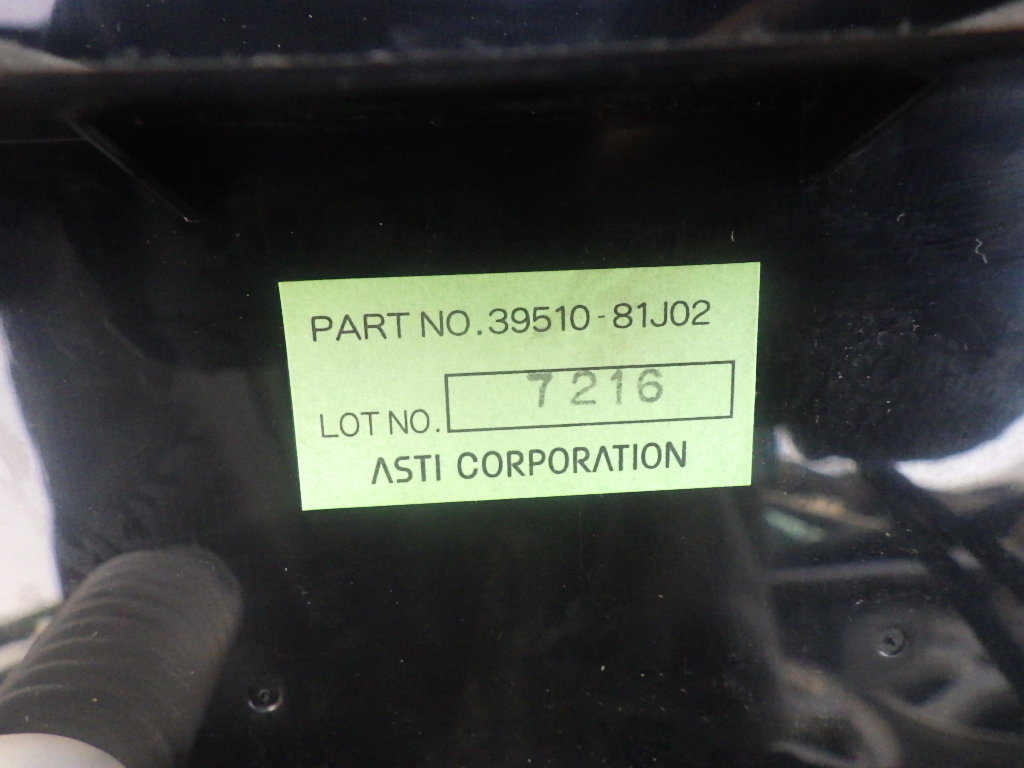 PART NO. 39510-81J02
LOT NO. 7216
ASTI CORPORATION